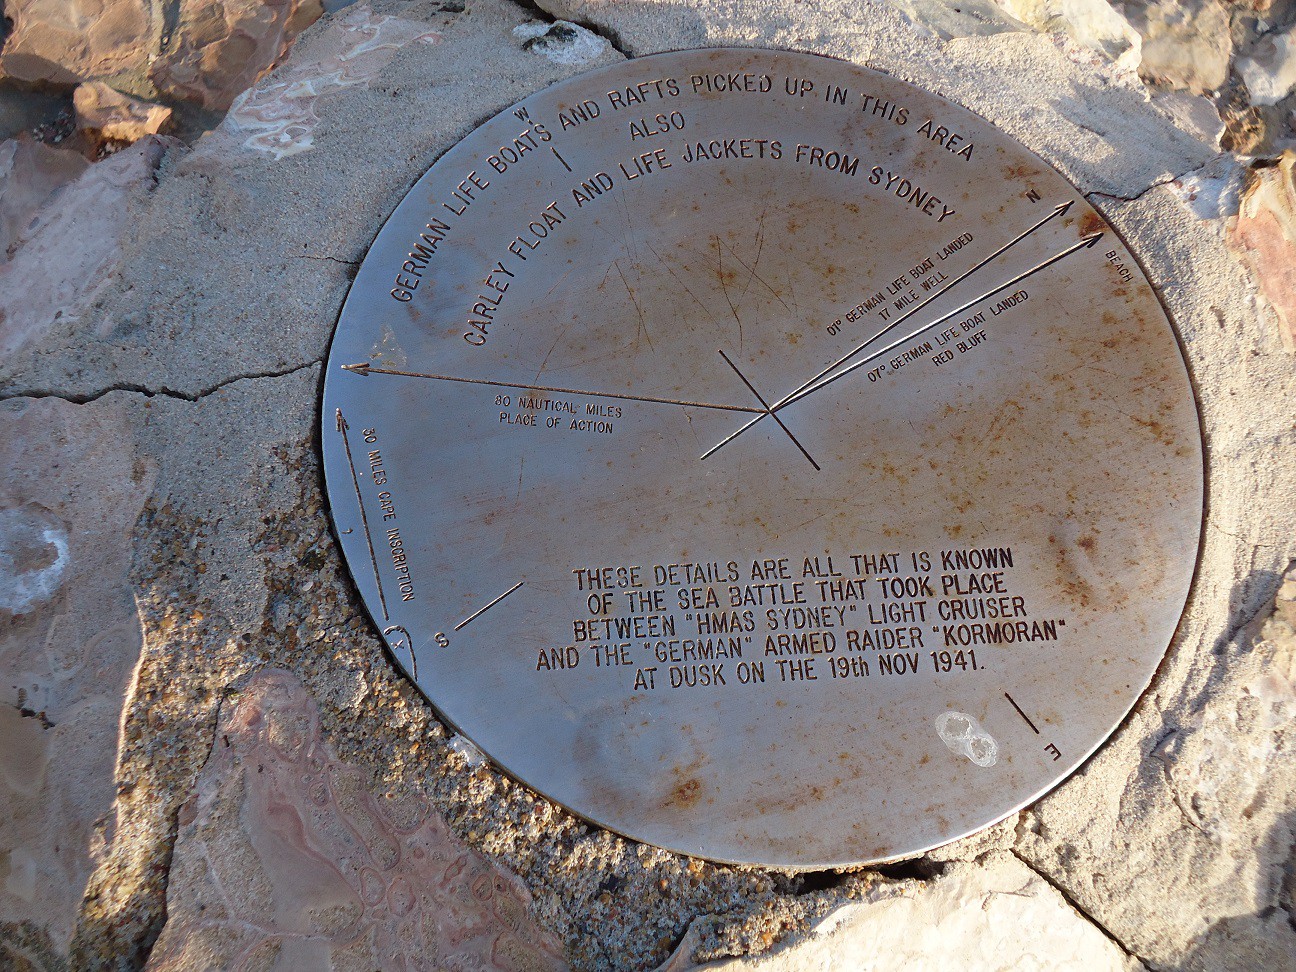 GERMAN LIFE BOATS AND RAFTS PICKED UP IN THIS AREA
ALSO
CARLEY FLOAT AND LIFE JACKETS FROM SYDNEY
W
N
BEACH
01° GERMAN LIFE BOAT LANDED
17 MILE WELL
07° GERMAN LIFE BOAT LANDED
RED BLUFF
80 NAUTICAL MILES
PLACE OF ACTION
30 MILES CAPE INSCRIPTION
S
X
THESE DETAILS ARE ALL THAT IS KNOWN
OF THE SEA BATTLE THAT TOOK PLACE
BETWEEN "HMAS SYDNEY" LIGHT CRUISER
AND THE "GERMAN" ARMED RAIDER "KORMORAN"
AT DUSK ON THE 19th NOV 1941.
E